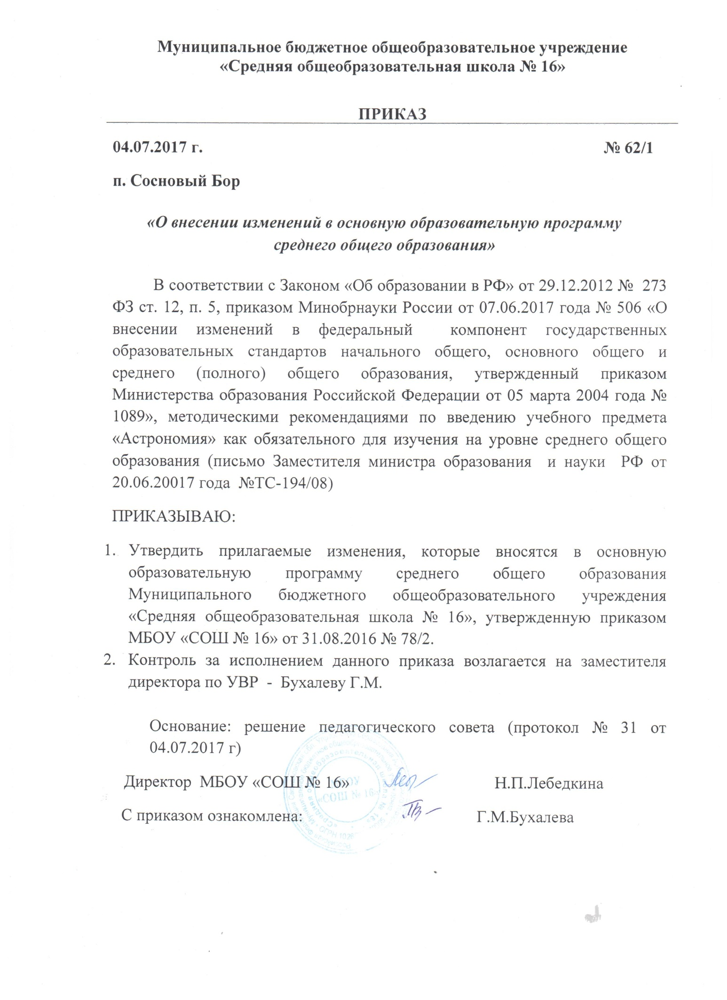 Муниципальное бюджетное общеобразовательное учреждение
«Средняя общеобразовательная школа № 16»
ПРИКАЗ
04.07.2017 г. № 62/1
п. Сосновый Бор
«О внесении изменений в основную образовательную программу
среднего общего образования»
В соответствии с Законом «Об образовании в РФ» от 29.12.2012 № 273
ФЗ ст. 12, п. 5, приказом Минобрнауки России от 07.06.2017 года № 506 «О
внесении изменений в федеральный компонент государственных
образовательных стандартов начального общего, основного общего и
среднего (полного) общего образования, утвержденный приказом
Министерства образования Российской Федерации от 05 марта 2004 года №
1089», методическими рекомендациями по введению учебного предмета
«Астрономия» как обязательного для изучения на уровне среднего общего
образования (письмо Заместителя министра образования и науки РФ от
20.06.20017 года №ТС-194/08)
ПРИКАЗЫВАЮ:
1. Утвердить прилагаемые изменения, которые вносятся в основную
образовательную программу среднего общего образования
Муниципального бюджетного общеобразовательного учреждения
«Средняя общеобразовательная школа № 16», утвержденную приказом
МБОУ «СОШ № 16» от 31.08.2016 № 78/2.
2. Контроль за исполнением данного приказа возлагается на заместителя
директора по УВР - Бухалеву Г.М.
Основание: решение педагогического совета (протокол № 31 от
04.07.2017 г)
Директор МБОУ «СОШ № 16» Н.П.Лебедкина
С приказом ознакомлена: Г.М.Бухалева
МБОУ
«СОШ № 16»
«Средняя общеобразовательная школа № 16»